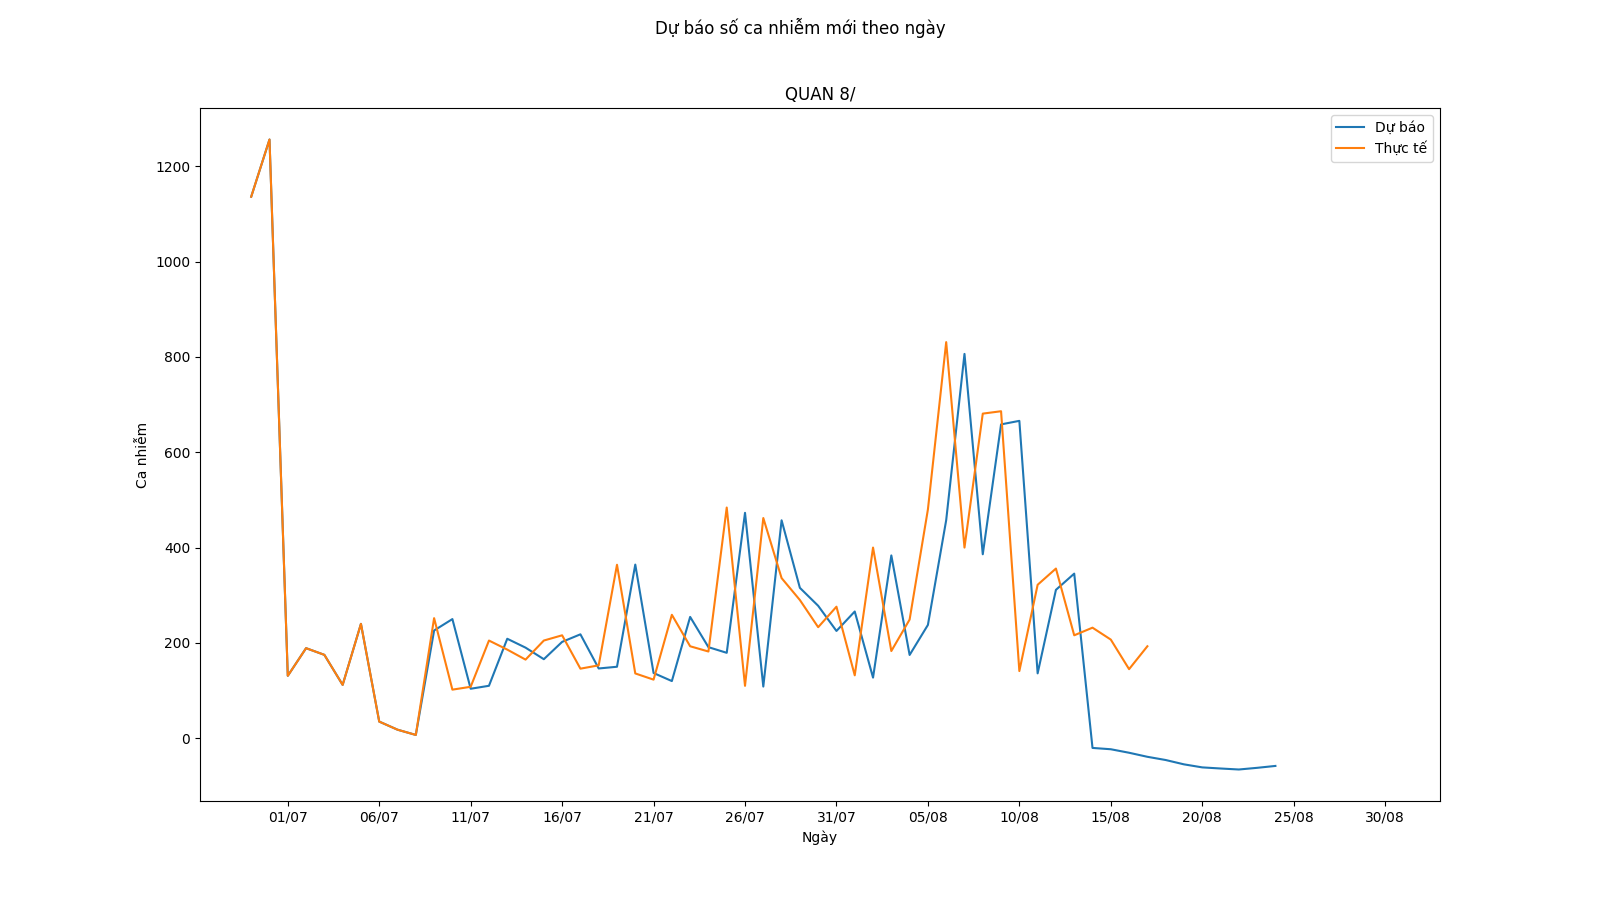 Dự báo số ca nhiễm mới theo ngày
QUAN 8/
Dự báo
Thực tế
1200
1000
800
600
400
200
0
Ca nhiễm
01/07 06/07 11/07 16/07 21/07 26/07 31/07 05/08 10/08 15/08 20/08 25/08 30/08
Ngày